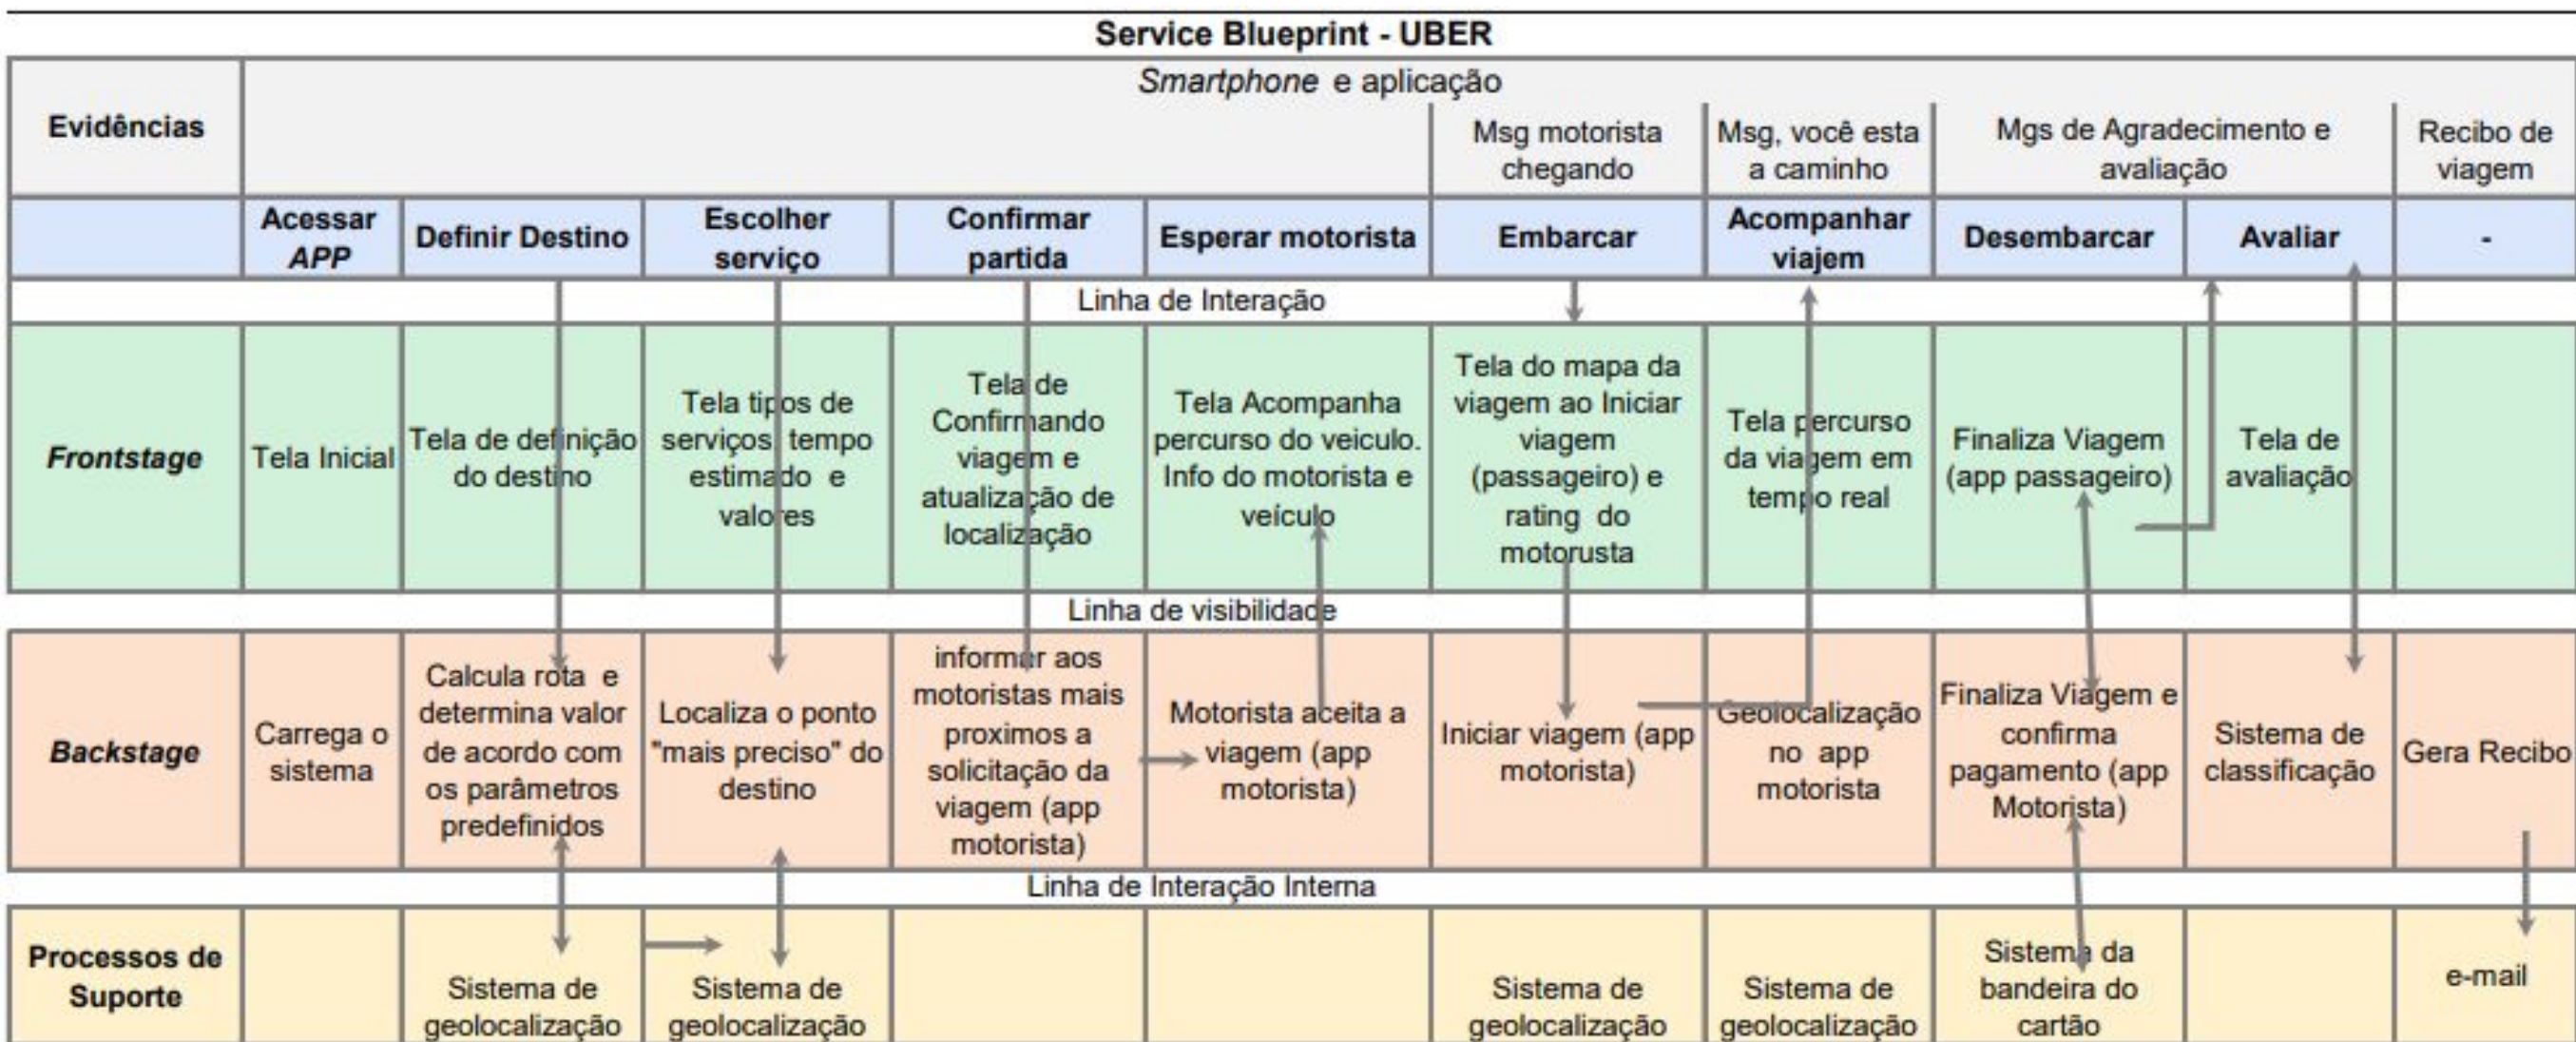 Service Blueprint - UBER
Evidências
Smartphone e aplicação
Msg motorista
chegando
Msg, você esta
a caminho
Mgs de Agradecimento e
avaliação
Recibo de
viagem
Acessar
APP
Definir Destino
Escolher
serviço
Confirmar
partida
Esperar motorista
Embarcar
Acompanhar
viajem
Desembarcar
Avaliar
-
Linha de Interação
Frontstage
Tela Inicial
Tela de definição
do destino
Tela tipos de
serviços, tempo
estimado e
valores
Tela de
Confirmando
viagem e
atualização de
localização
Tela Acompanha
percurso do veiculo.
Info do motorista e
veículo
Tela do mapa da
viagem ao Iniciar
viagem
(passageiro) e
rating do
motorusta
Tela percurso
da viagem em
tempo real
Finaliza Viagem
(app passageiro)
Tela de
avaliação
Linha de visibilidade
Backstage
Carrega o
sistema
Calcula rota e
determina valor
de acordo com
os parâmetros
predefinidos
Localiza o ponto
"mais preciso" do
destino
informar aos
motoristas mais
proximos a
solicitação da
viagem (app
motorista)
Motorista aceita a
viagem (app
motorista)
Iniciar viagem (app
motorista)
Geolocalização
no app
motorista
Finaliza Viagem e
confirma
pagamento (app
Motorista)
Sistema de
classificação
Gera Recibo
Linha de Interação Interna
Processos de
Suporte
Sistema de
geolocalização
Sistema de
geolocalização
Sistema de
geolocalização
Sistema de
geolocalização
Sistema da
bandeira do
cartão
e-mail